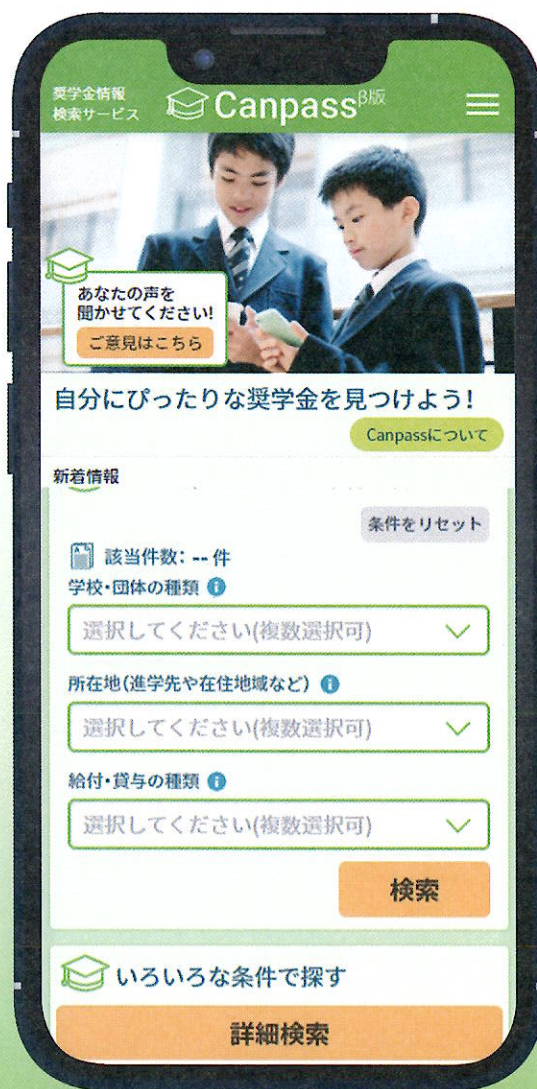 奨学金情報
検索サービス
Canpassβ版
あなたの声を
聞かせてください!
ご意見はこちら
自分にぴったりな奨学金を見つけよう!
Canpassについて
新着情報
条件をリセット
該当件数: -- 件
学校・団体の種類
選択してください(複数選択可)
所在地(進学先や在住地域など)
選択してください(複数選択可)
給付・貸与の種類
選択してください(複数選択可)
検索
いろいろな条件で探す
詳細検索